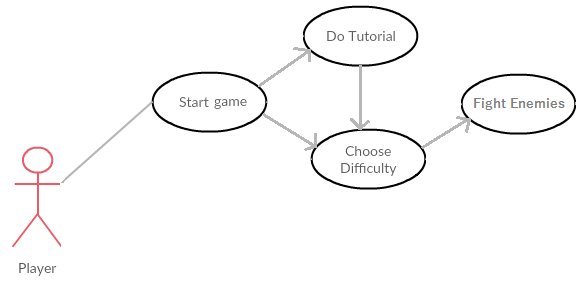 Do Tutorial
Start game
Fight Enemies
Choose
Difficulty
Player